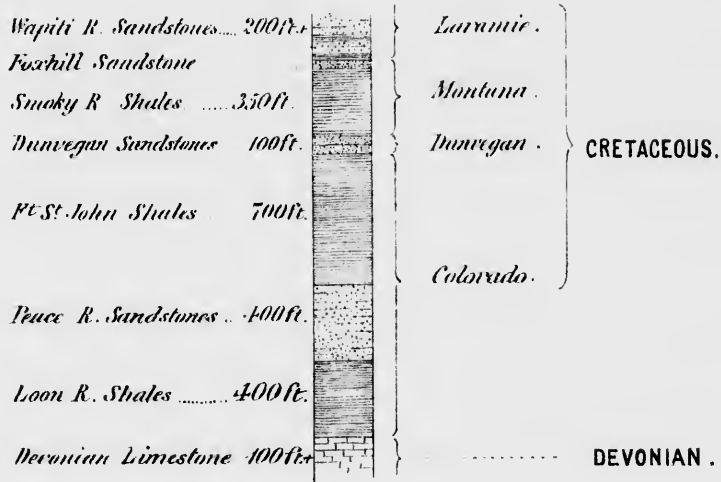 Wapiti R. Sandstones..... 200ft.+ Laramie.
Foxhill Sandstone
Smoky R Shales ..... 350ft. Montana.
Dunvegan Sandstones 100ft. Dunvegan. CRETACEOUS.
Ft St. John Shales 700ft.
Colorado.
Peace R. Sandstones .. 400ft.
Loon R. Shales ........ 400ft.
Devonian Limestone 100ft+ .......... DEVONIAN.